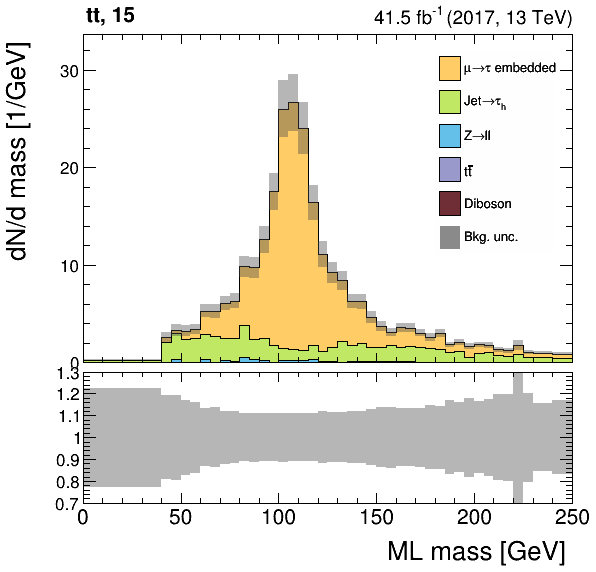 tt, 15
41.5 fb⁻¹ (2017, 13 TeV)
dN/d mass [1/GeV]
30
20
10
0
μ→τ embedded
Jet→τₕ
Z→ll
tt̅
Diboson
Bkg. unc.
1.3
1.2
1.1
1
0.9
0.8
0.7
0 50 100 150 200 250
ML mass [GeV]